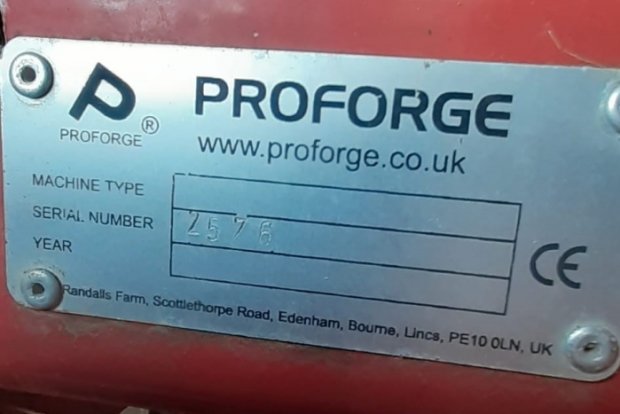 PROFORGE
PROFORGE®
www.proforge.co.uk
MACHINE TYPE
SERIAL NUMBER 2576
YEAR
CE
Randalls Farm, Scottlethorpe Road, Edenham, Bourne, Lincs, PE10 0LN, UK